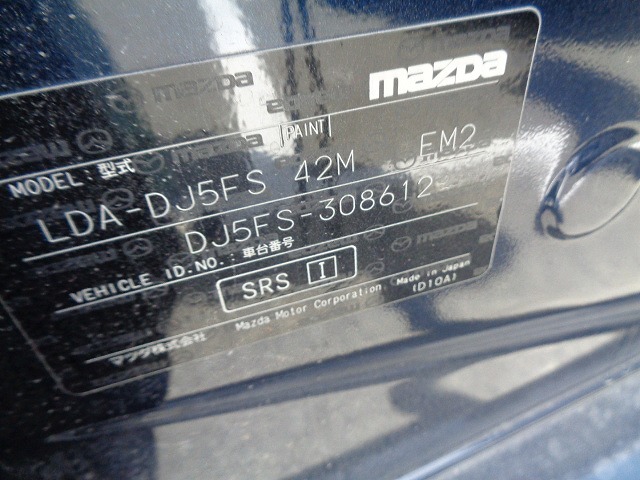 mazda
PAINT
MODEL: 型式
LDA-DJ5FS 42M EM2
DJ5FS-308612
VEHICLE ID.NO.: 車台番号
SRS I
Mazda Motor Corporation Made in Japan
マツダ株式会社 (D10A)